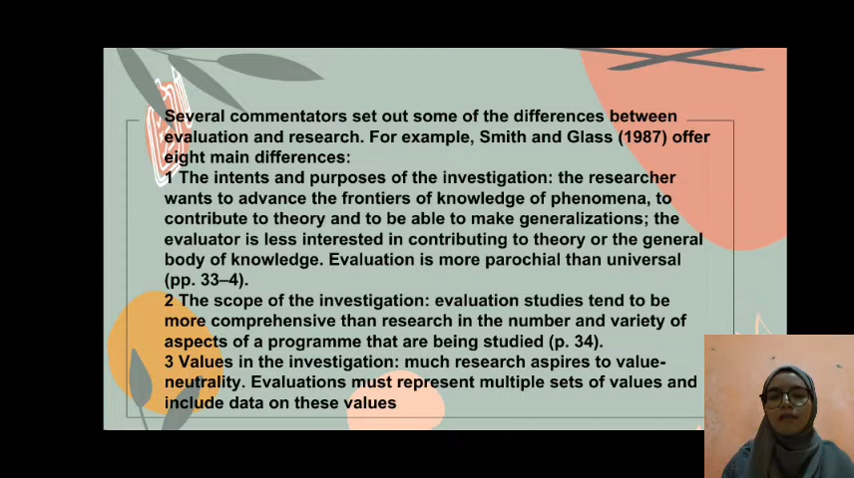 Several commentators set out some of the differences between
evaluation and research. For example, Smith and Glass (1987) offer
eight main differences:
1 The intents and purposes of the investigation: the researcher
wants to advance the frontiers of knowledge of phenomena, to
contribute to theory and to be able to make generalizations; the
evaluator is less interested in contributing to theory or the general
body of knowledge. Evaluation is more parochial than universal
(pp. 33–4).
2 The scope of the investigation: evaluation studies tend to be
more comprehensive than research in the number and variety of
aspects of a programme that are being studied (p. 34).
3 Values in the investigation: much research aspires to value-
neutrality. Evaluations must represent multiple sets of values and
include data on these values